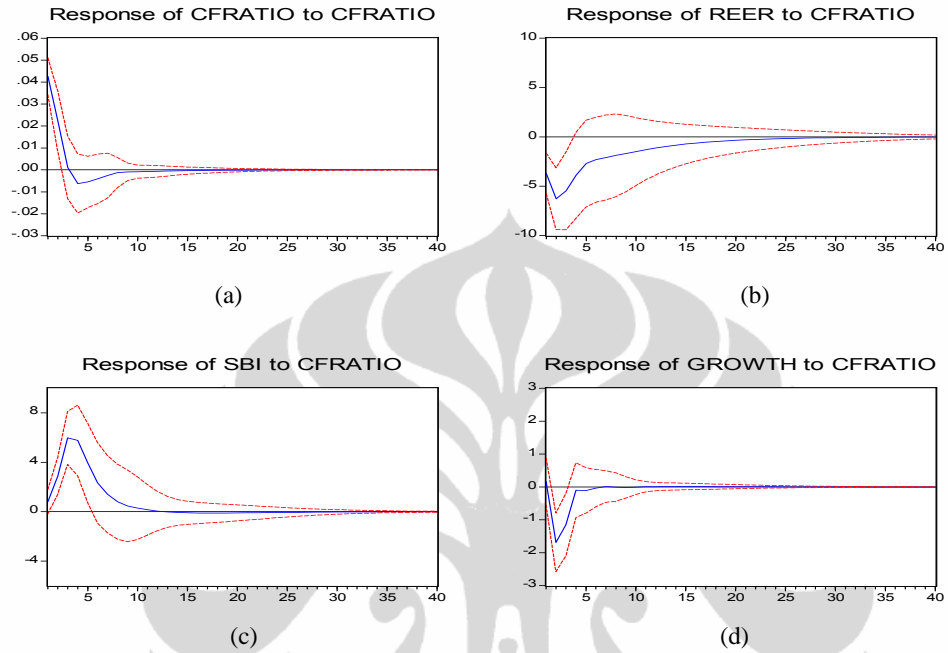 Response of CFRATIO to CFRATIO
.06
.05
.04
.03
.02
.01
.00
-.01
-.02
-.03
5 10 15 20 25 30 35 40
(a)
Response of REER to CFRATIO
10
5
0
-5
-10
5 10 15 20 25 30 35 40
(b)
Response of SBI to CFRATIO
8
4
0
-4
5 10 15 20 25 30 35 40
(c)
Response of GROWTH to CFRATIO
3
2
1
0
-1
-2
-3
5 10 15 20 25 30 35 40
(d)